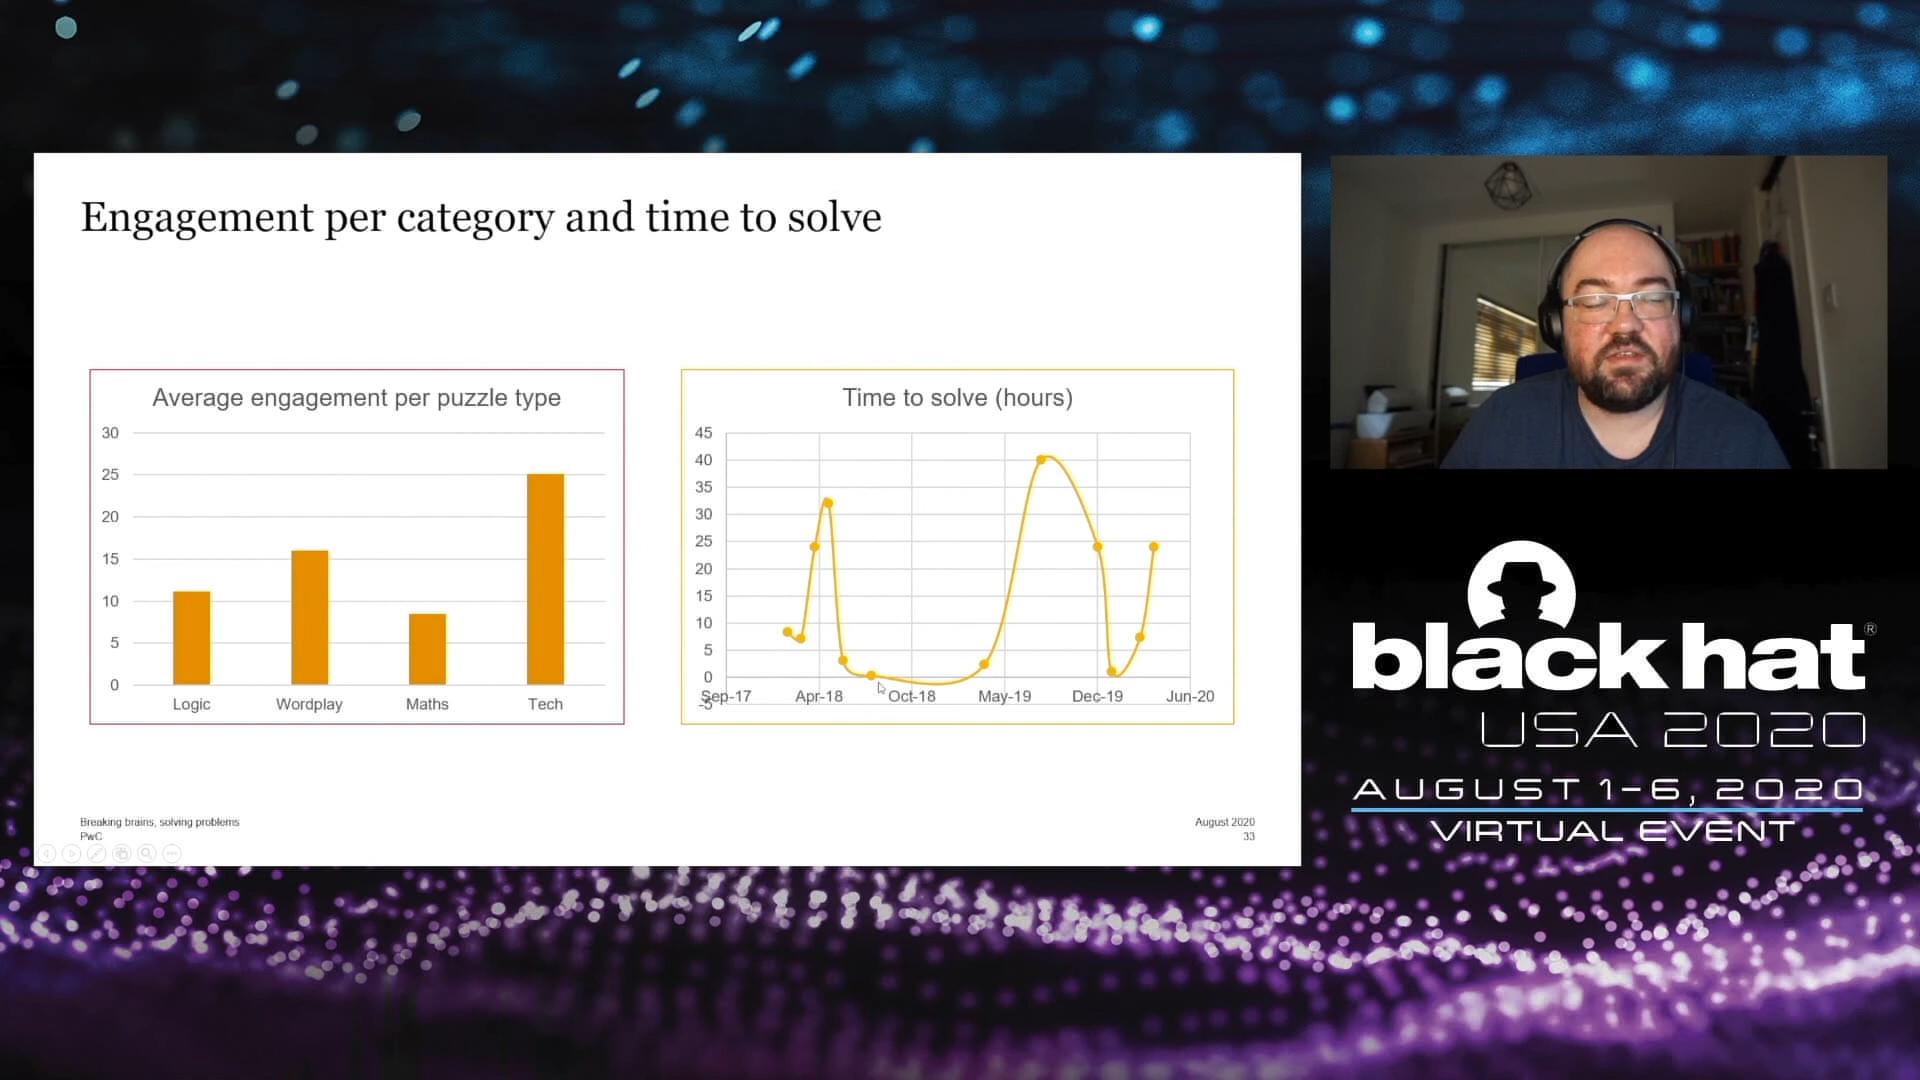 Engagement per category and time to solve
Average engagement per puzzle type
30
25
20
15
10
5
0
Logic Wordplay Maths Tech
Time to solve (hours)
45
40
35
30
25
20
15
10
5
0
-5
Sep-17 Apr-18 Oct-18 May-19 Dec-19 Jun-20
Breaking brains, solving problems
PwC
August 2020
33
black hat®
USA 2020
AUGUST 1-6, 2020
VIRTUAL EVENT